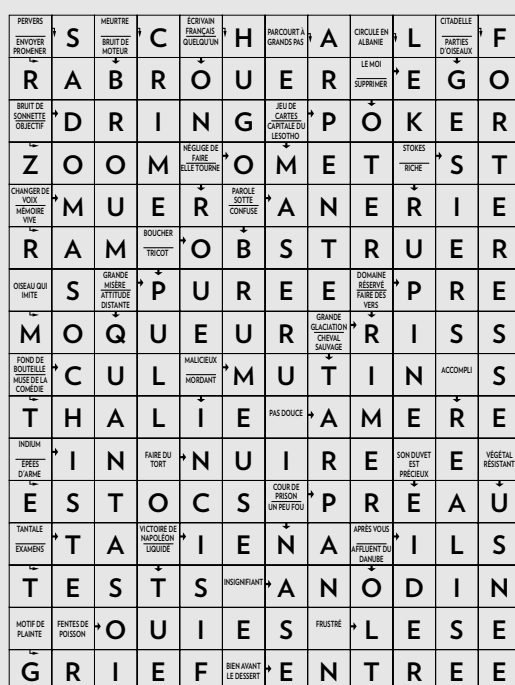 PERVERS
ENVOYER
PROMENER
S
MEURTRE
BRUIT DE
MOTEUR
C
ÉCRIVAIN
FRANÇAIS
QUELQU'UN
H
PARCOURT À
GRANDS PAS
A
CIRCULE EN
ALBANIE
L
CITADELLE
PARTIES
D'OISEAUX
F
R A B R O U E R
LE MOI
SUPPRIMER
E G O
BRUIT DE
SONNETTE
OBJECTIF
D R I N G
JEU DE
CARTES
CAPITALE DU
LESOTHO
P O K E R
Z O O M
NÉGLIGE DE
FAIRE
ELLE TOURNE
O M E T
STOKES
RICHE
S T
CHANGER DE
VOIX
MÉMOIRE
VIVE
M U E R
PAROLE
SOTTE
CONFUSE
A N E R I E
R A M
BOUCHER
TRICOT
O B S T R U E R
OISEAU QUI
IMITE
S
GRANDE
MISÈRE
ATTITUDE
DISTANTE
P U R E E
DOMAINE
RÉSERVÉ
FAIRE DES
VERS
P R E
M O Q U E U R
GRANDE
GLACIATION
CHEVAL
SAUVAGE
R I S S
FOND DE
BOUTEILLE
MUSE DE LA
COMÉDIE
C U L
MALICIEUX
MORDANT
M U T I N
ACCOMPLI
S
T H A L I E
PAS DOUCE
A M E R E
INDIUM
ÉPÉES
D'ARME
I N
FAIRE DU
TORT
N U I R E
SON DUVET
EST
PRÉCIEUX
E
VÉGÉTAL
RÉSISTANT
E S T O C S
COUR DE
PRISON
UN PEU FOU
P R E A U
TANTALE
EXAMENS
T A
VICTOIRE DE
NAPOLÉON
LIQUIDE
I E N A
APRÈS VOUS
AFFLUENT DU
DANUBE
I L S
T E S T S
INSIGNIFIANT
A N O D I N
MOTIF DE
PLAINTE
FENTES DE
POISSON
O U I E S
FRUSTRÉ
L E S E
G R I E F
BIEN AVANT
LE DESSERT
E N T R E E